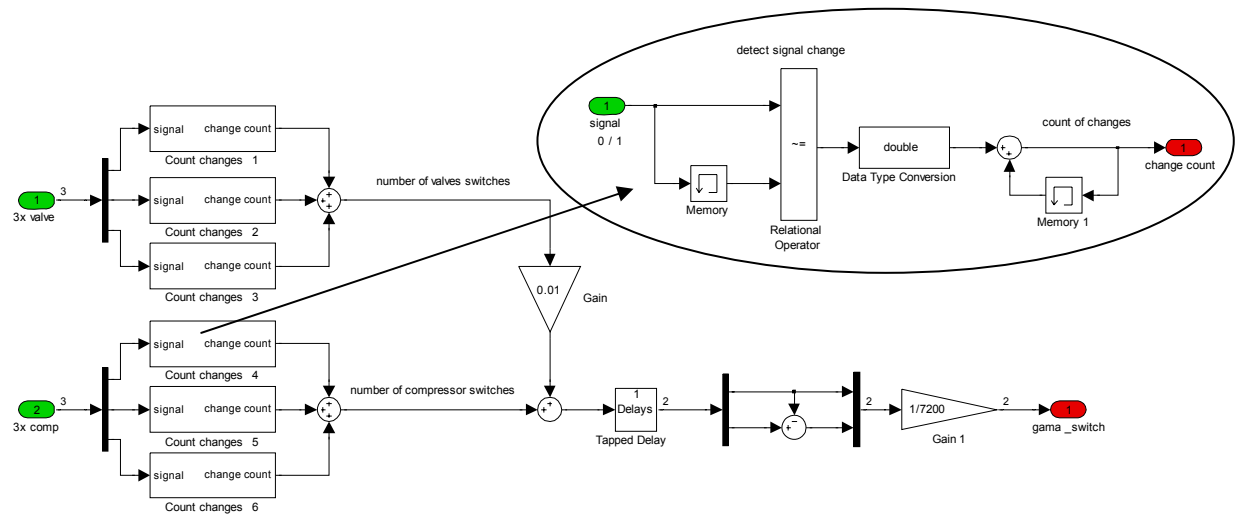 detect signal change
1
signal
0 / 1
Memory
~=
Relational
Operator
double
Data Type Conversion
count of changes
+
+
Memory 1
1
change count
1
3x valve
3
signal change count
Count changes 1
signal change count
Count changes 2
signal change count
Count changes 3
+
+
+
number of valves switches
0.01
Gain
2
3x comp
3
signal change count
Count changes 4
signal change count
Count changes 5
signal change count
Count changes 6
+
+
+
number of compressor switches
+
+
1
Delays
Tapped Delay
2
−
+
2
1/7200
Gain 1
2
1
gama _switch